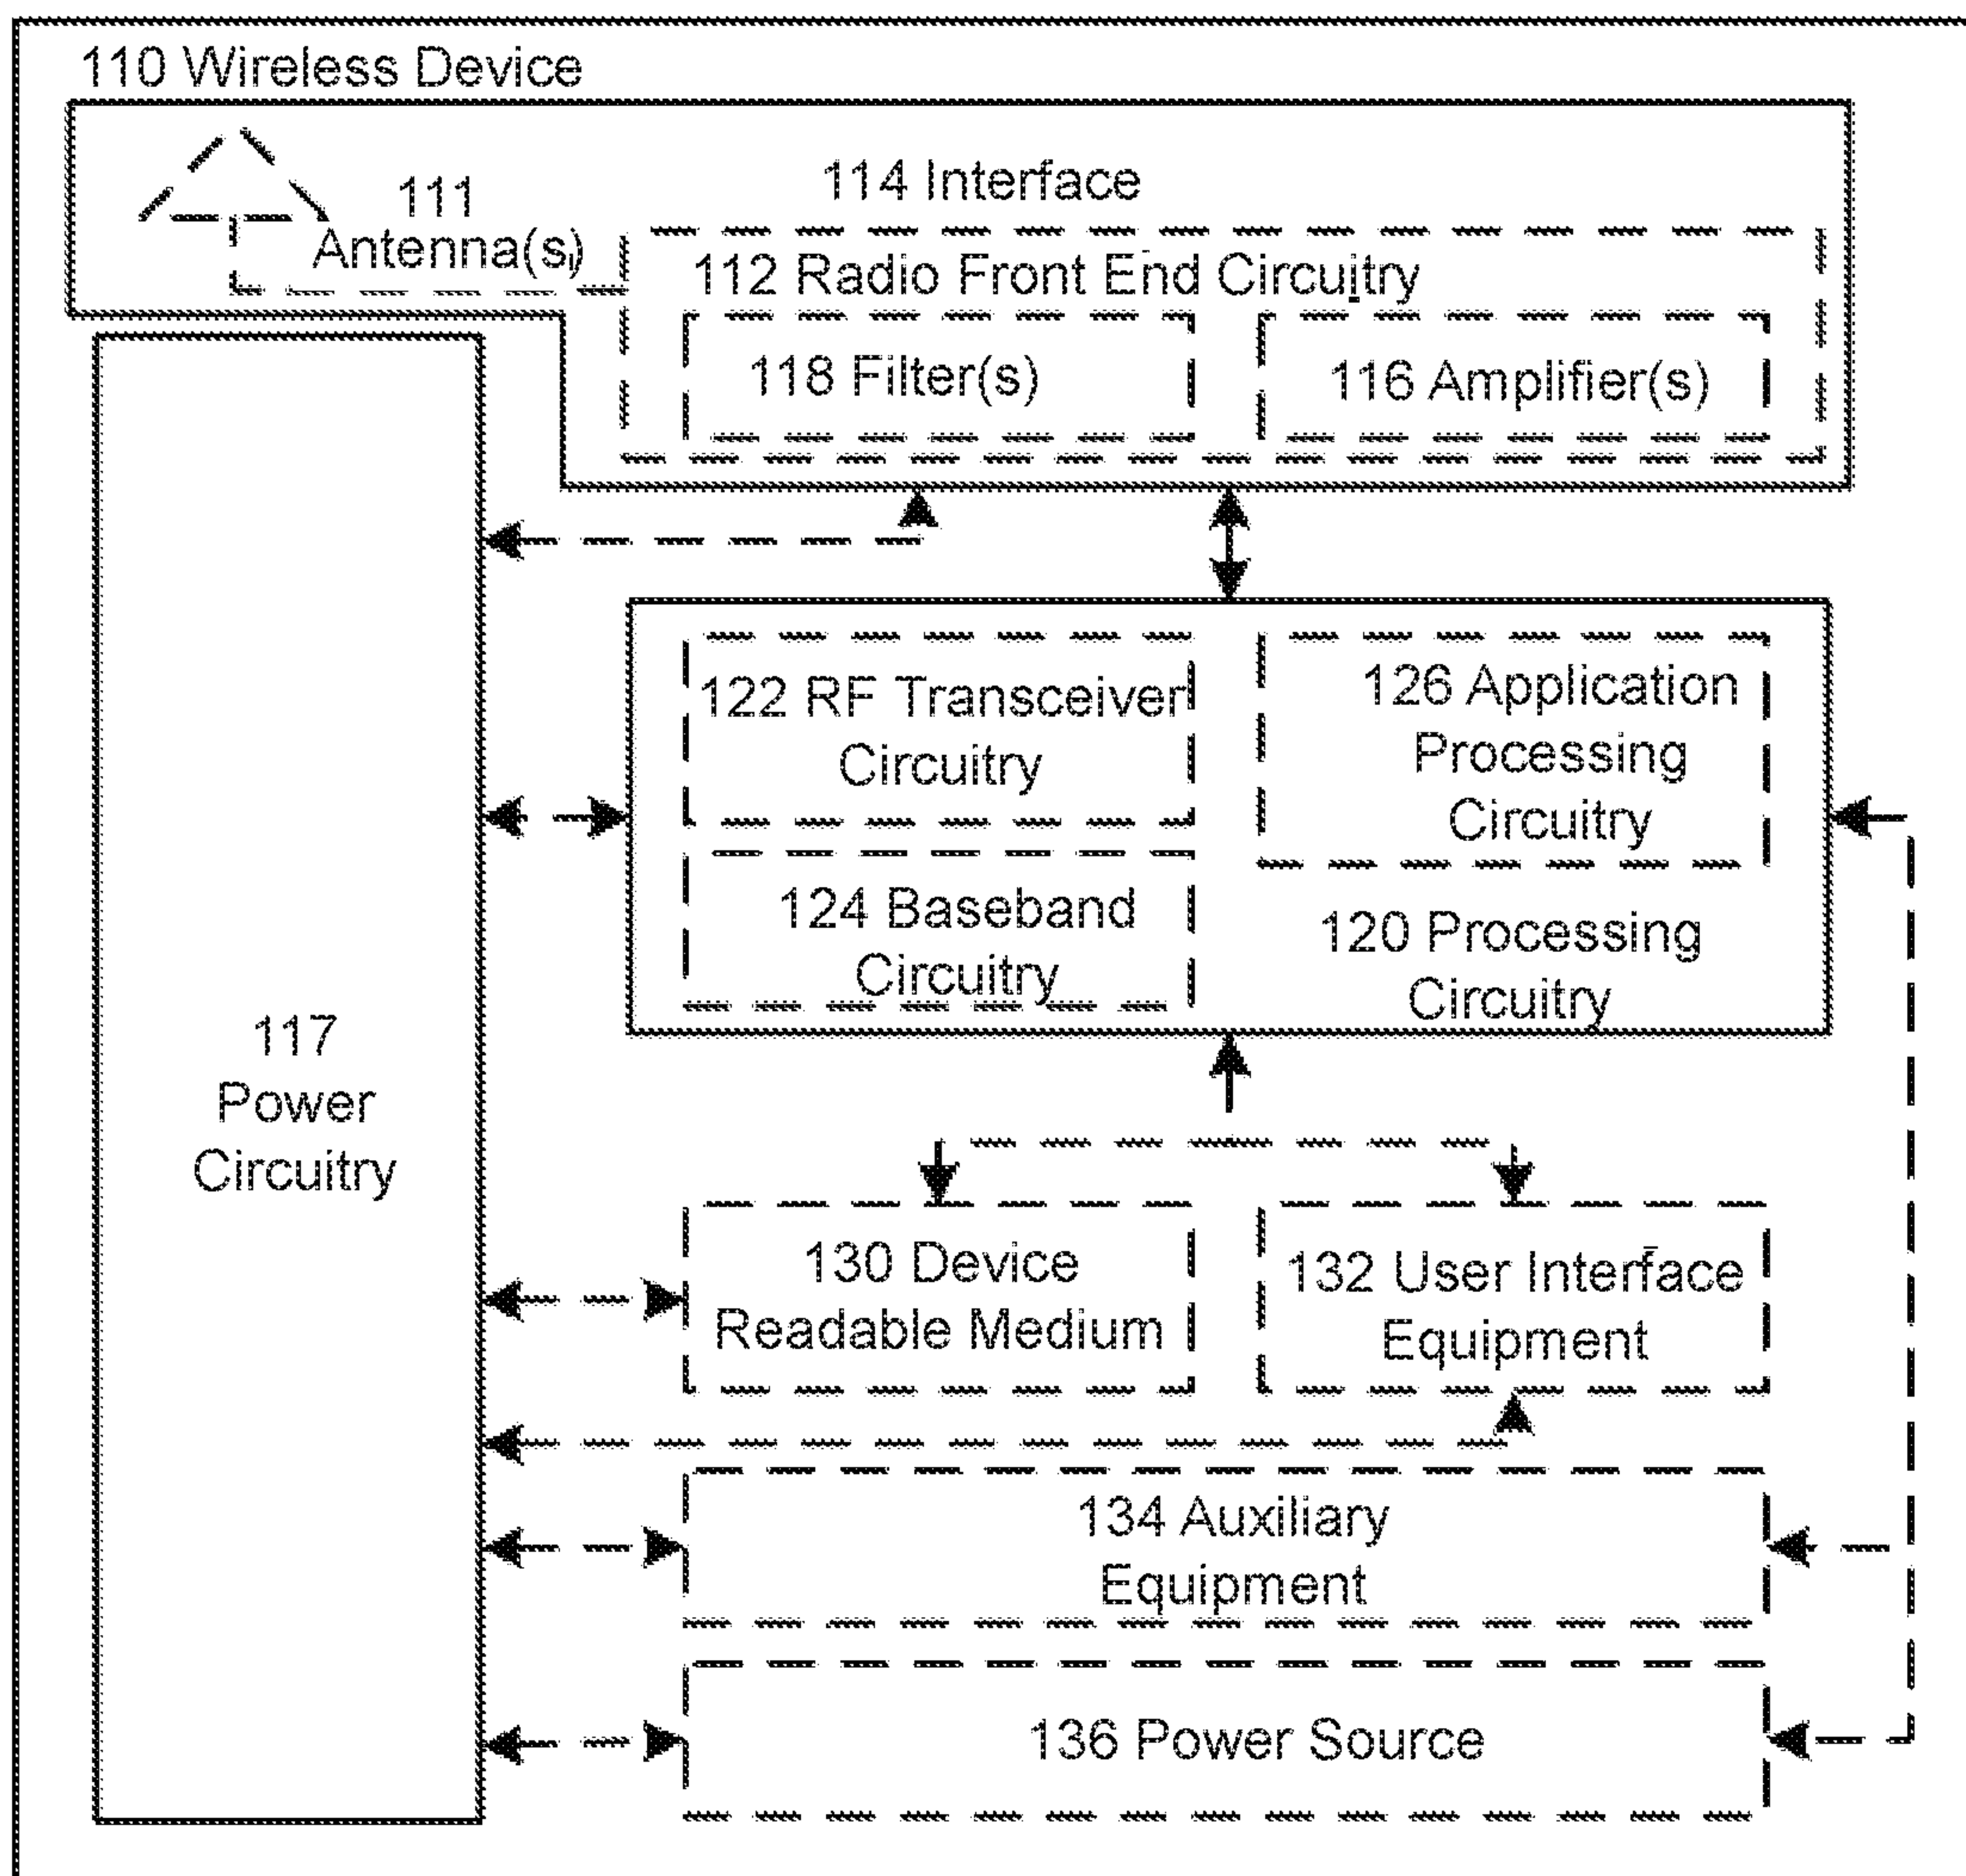 110 Wireless Device
111
Antenna(s)
114 Interface
112 Radio Front End Circuitry
118 Filter(s)
116 Amplifier(s)
122 RF Transceiver
Circuitry
126 Application
Processing
Circuitry
124 Baseband
Circuitry
120 Processing
Circuitry
117
Power
Circuitry
130 Device
Readable Medium
132 User Interface
Equipment
134 Auxiliary
Equipment
136 Power Source